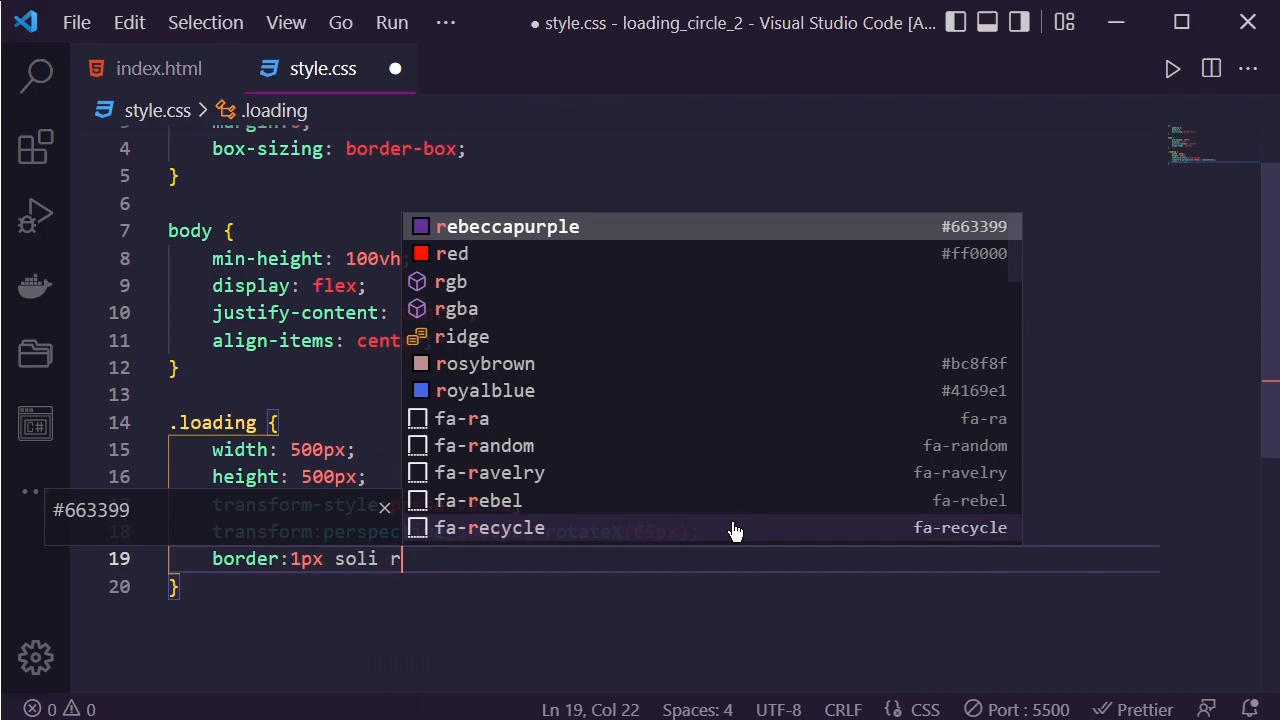 File Edit Selection View Go Run ···
● style.css - loading_circle_2 - Visual Studio Code [A...
index.html style.css ●
style.css > .loading
3 margin:0;
4 box-sizing: border-box;
5 }
6
7 body {
8 min-height: 100vh
9 display: flex;
10 justify-content:
11 align-items: cent
12 }
13
14 .loading {
15 width: 500px;
16 height: 500px;
transform-style
18 transform:perspec rotateX(65px);
19 border:1px soli r
20 }
rebeccapurple #663399
red #ff0000
rgb
rgba
ridge
rosybrown #bc8f8f
royalblue #4169e1
fa-ra fa-ra
fa-random fa-random
fa-ravelry fa-ravelry
fa-rebel fa-rebel
fa-recycle fa-recycle
#663399
C#
0 0 Ln 19, Col 22 Spaces: 4 UTF-8 CRLF {} CSS Port : 5500 Prettier